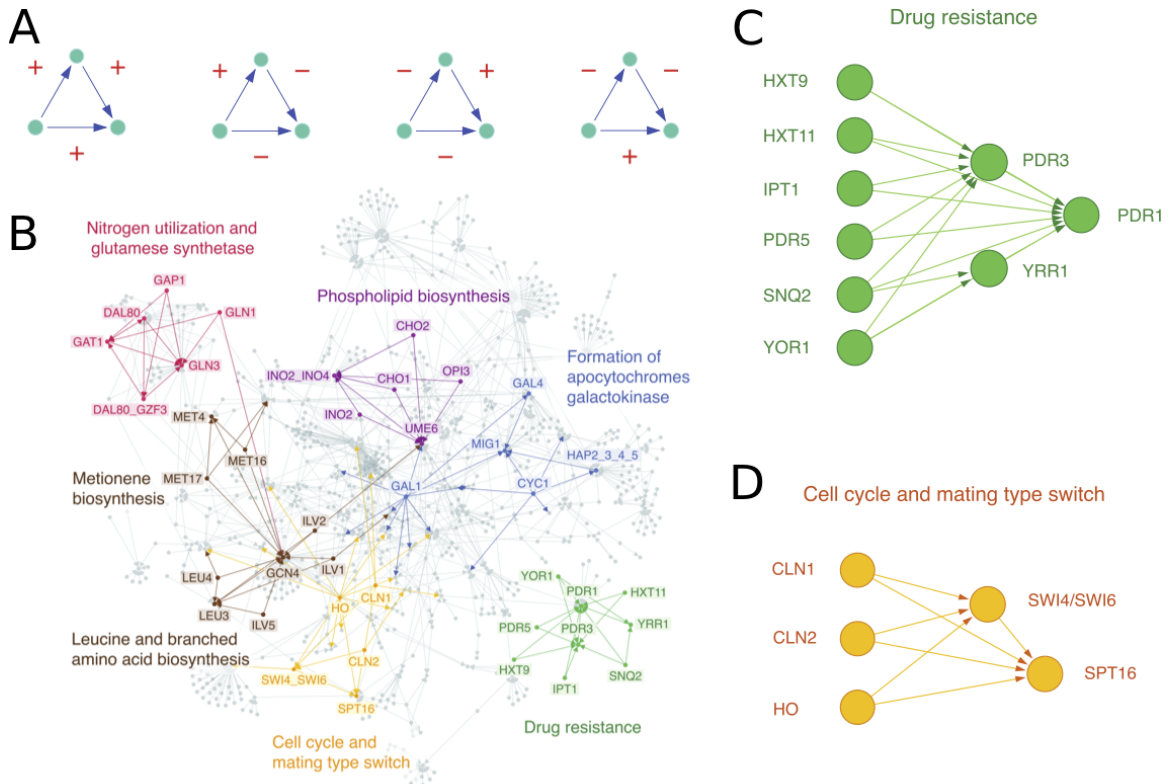 A
+ +
+
+ −
−
− +
−
− −
+
B
Nitrogen utilization and
glutamese synthetase
GAP1
DAL80
GLN1
GAT1
GLN3
DAL80_GZF3
Phospholipid biosynthesis
CHO2
INO2_INO4
CHO1
OPI3
INO2
UME6
Formation of
apocytochromes
galactokinase
GAL4
MIG1
HAP2_3_4_5
GAL1
CYC1
MET4
MET16
MET17
Metionene
biosynthesis
ILV2
GCN4
ILV1
LEU4
LEU3
ILV5
Leucine and branched
amino acid biosynthesis
HO
CLN1
CLN2
SWI4_SWI6
SPT16
Cell cycle and
mating type switch
YOR1
PDR1
HXT11
PDR5
PDR3
YRR1
HXT9
SNQ2
IPT1
Drug resistance
C
Drug resistance
HXT9
HXT11
IPT1
PDR5
SNQ2
YOR1
PDR3
PDR1
YRR1
D
Cell cycle and mating type switch
CLN1
CLN2
HO
SWI4/SWI6
SPT16